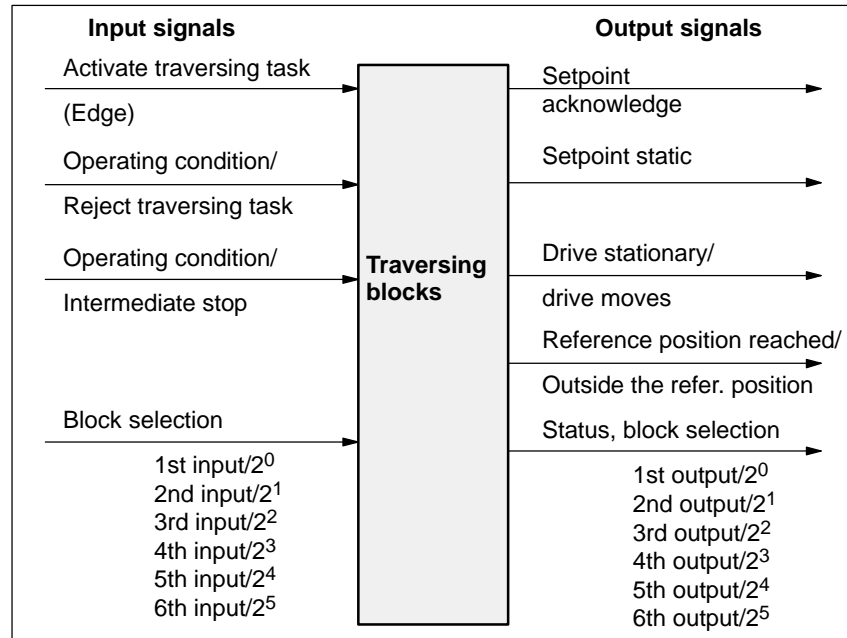 Input signals
Activate traversing task
(Edge)
Operating condition/
Reject traversing task
Operating condition/
Intermediate stop
Block selection
1st input/2⁰
2nd input/2¹
3rd input/2²
4th input/2³
5th input/2⁴
6th input/2⁵
Traversing
blocks
Output signals
Setpoint
acknowledge
Setpoint static
Drive stationary/
drive moves
Reference position reached/
Outside the refer. position
Status, block selection
1st output/2⁰
2nd output/2¹
3rd output/2²
4th output/2³
5th output/2⁴
6th output/2⁵